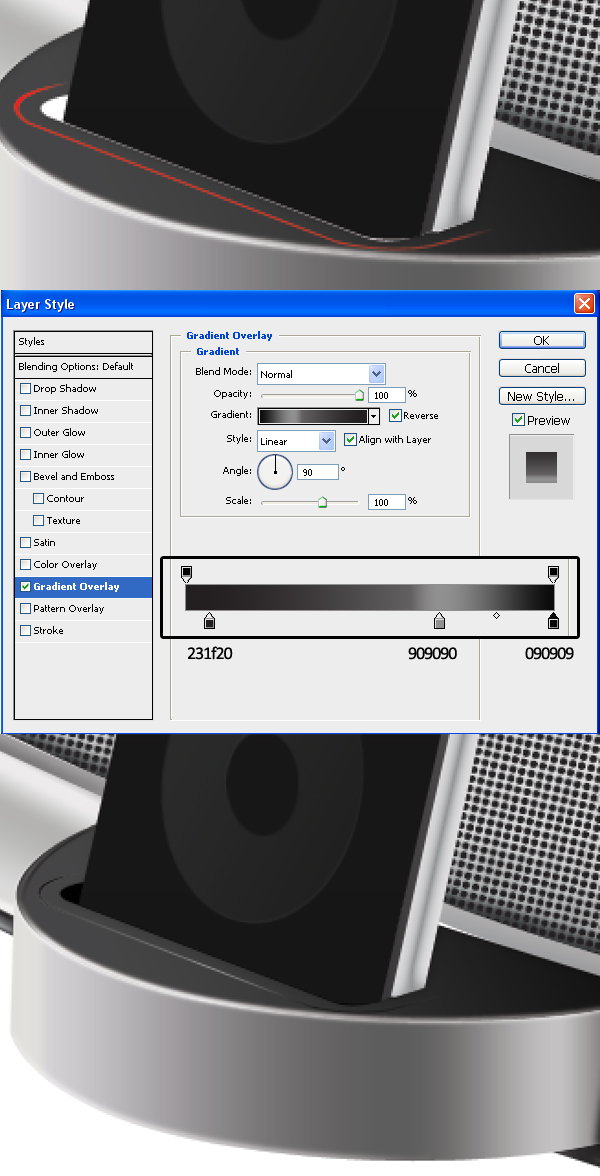 Layer Style
Styles
Blending Options: Default
Drop Shadow
Inner Shadow
Outer Glow
Inner Glow
Bevel and Emboss
Contour
Texture
Satin
Color Overlay
Gradient Overlay
Pattern Overlay
Stroke
Gradient Overlay
Gradient
Blend Mode: Normal
Opacity: 100 %
Gradient: Reverse
Style: Linear Align with Layer
Angle: 90 °
Scale: 100 %
231f20 909090 090909
OK
Cancel
New Style...
Preview